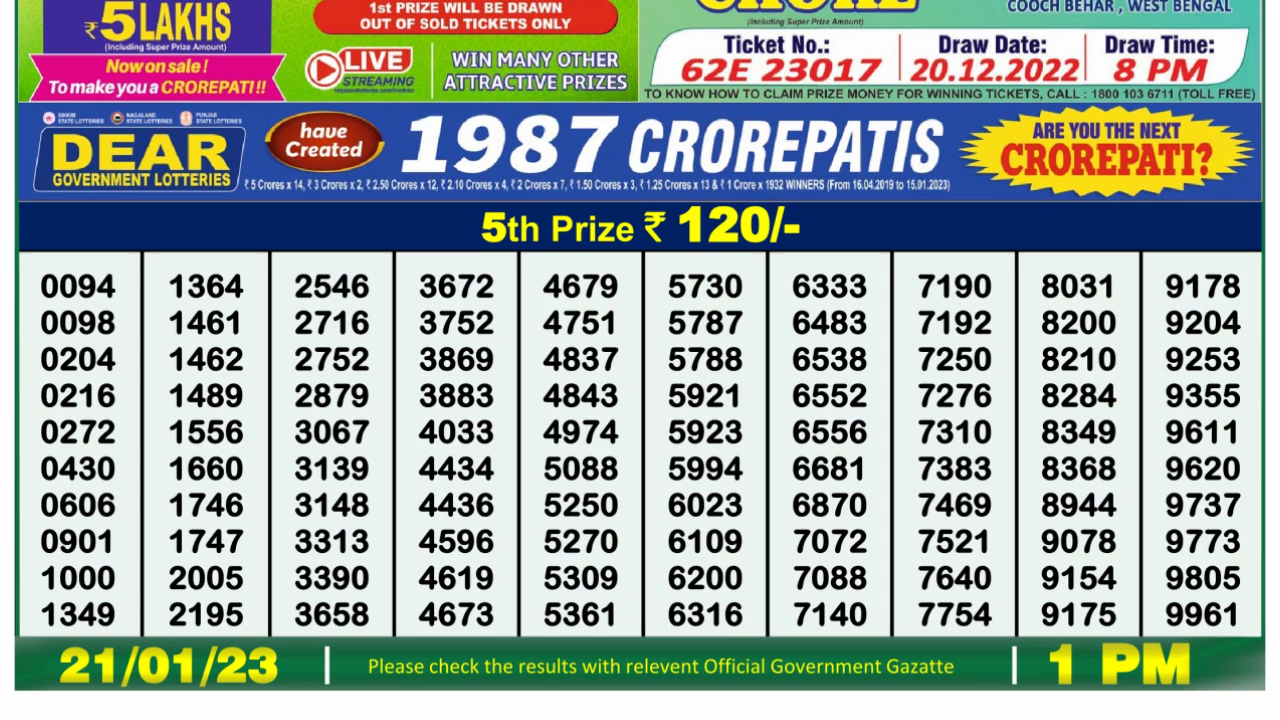 ₹5 LAKHS
(Including Super Prize Amount)
Now on sale !
To make you a CROREPATI !!
1st PRIZE WILL BE DRAWN
OUT OF SOLD TICKETS ONLY
LIVE
STREAMING
WIN MANY OTHER
ATTRACTIVE PRIZES
CRORE
(Including Super Prize Amount)
COOCH BEHAR , WEST BENGAL
Ticket No.: Draw Date: Draw Time:
62E 23017 20.12.2022 8 PM
TO KNOW HOW TO CLAIM PRIZE MONEY FOR WINNING TICKETS, CALL : 1800 103 6711 (TOLL FREE)
SIKKIM STATE LOTTERIES NAGALAND STATE LOTTERIES PUNJAB STATE LOTTERIES
DEAR
GOVERNMENT LOTTERIES
have
Created
1987 CROREPATIS
₹ 5 Crores x 14, ₹ 3 Crores x 2, ₹ 2.50 Crores x 12, ₹ 2.10 Crores x 4, ₹ 2 Crores x 7, ₹ 1.50 Crores x 3, ₹ 1.25 Crores x 13 & ₹ 1 Crore x 1932 WINNERS (From 16.04.2019 to 15.01.2023)
ARE YOU THE NEXT
CROREPATI?
5th Prize ₹ 120/-
0094 1364 2546 3672 4679 5730 6333 7190 8031 9178
0098 1461 2716 3752 4751 5787 6483 7192 8200 9204
0204 1462 2752 3869 4837 5788 6538 7250 8210 9253
0216 1489 2879 3883 4843 5921 6552 7276 8284 9355
0272 1556 3067 4033 4974 5923 6556 7310 8349 9611
0430 1660 3139 4434 5088 5994 6681 7383 8368 9620
0606 1746 3148 4436 5250 6023 6870 7469 8944 9737
0901 1747 3313 4596 5270 6109 7072 7521 9078 9773
1000 2005 3390 4619 5309 6200 7088 7640 9154 9805
1349 2195 3658 4673 5361 6316 7140 7754 9175 9961
21/01/23 Please check the results with relevent Official Government Gazatte 1 PM